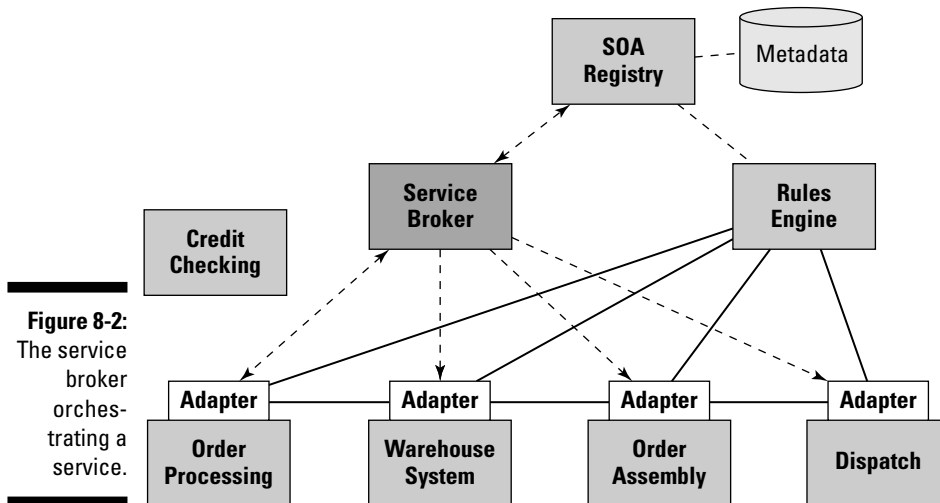 SOA
Registry
Metadata
Service
Broker
Rules
Engine
Credit
Checking
Figure 8-2:
The service
broker
orches-
trating a
service.
Adapter
Adapter
Adapter
Adapter
Order
Processing
Warehouse
System
Order
Assembly
Dispatch